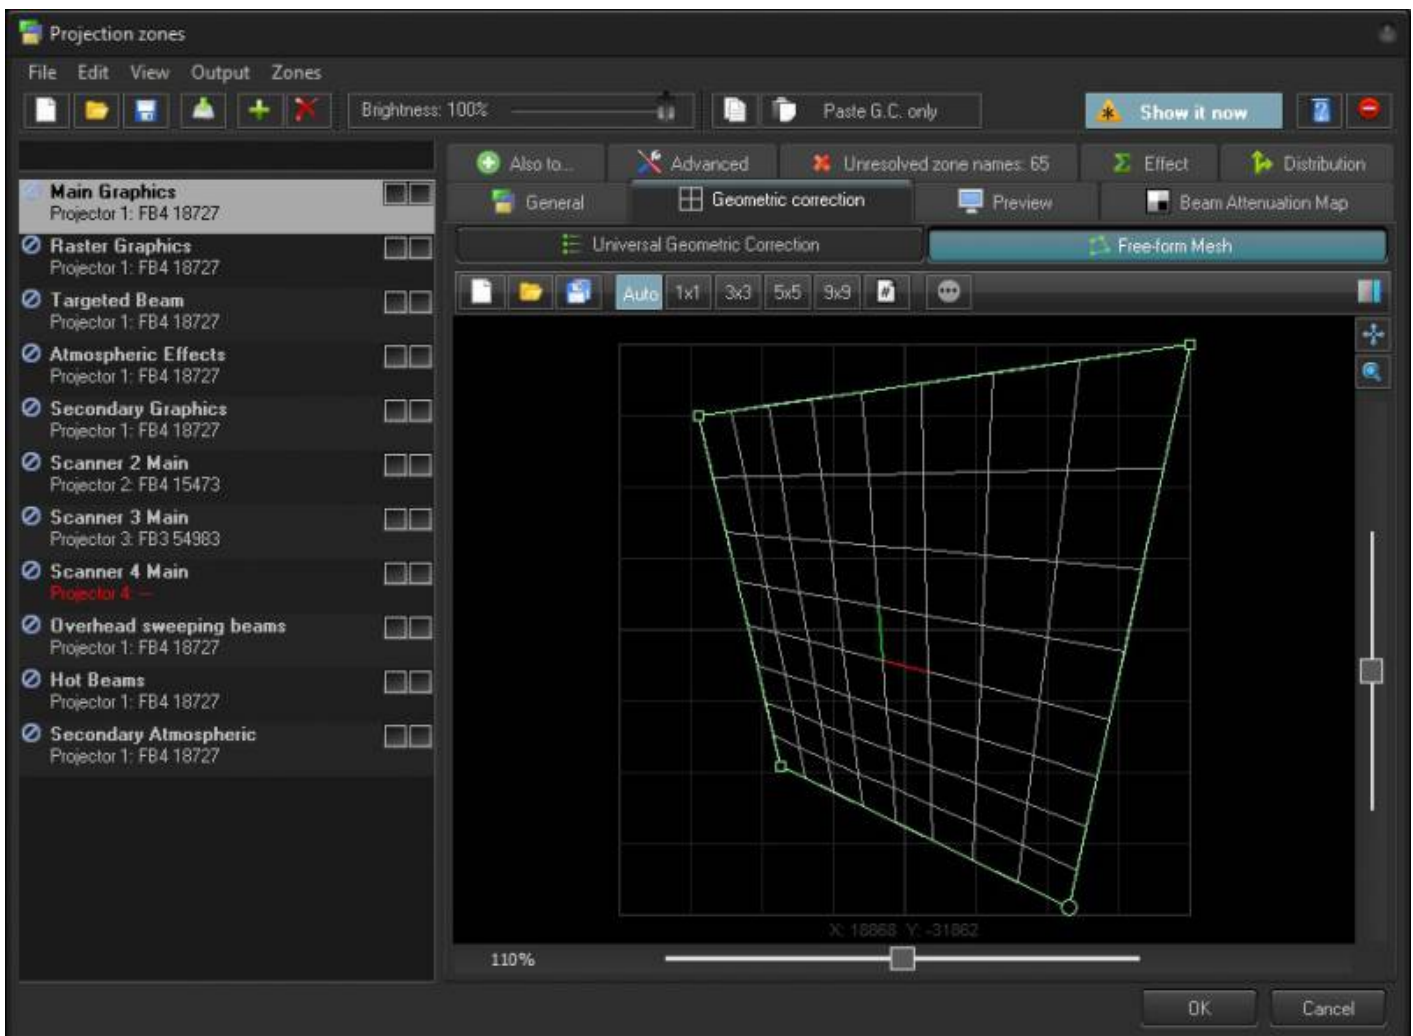 Projection zones
File Edit View Output Zones
Brightness: 100% Paste G.C. only Show it now
Also to... Advanced Unresolved zone names: 65 Effect Distribution
General Geometric correction Preview Beam Attenuation Map
Universal Geometric Correction Free-form Mesh
Auto 1x1 3x3 5x5 9x9 #
Main Graphics
Projector 1: FB4 18727
Raster Graphics
Projector 1: FB4 18727
Targeted Beam
Projector 1: FB4 18727
Atmospheric Effects
Projector 1: FB4 18727
Secondary Graphics
Projector 1: FB4 18727
Scanner 2 Main
Projector 2: FB4 15473
Scanner 3 Main
Projector 3: FB3 54983
Scanner 4 Main
Projector 4: --
Overhead sweeping beams
Projector 1: FB4 18727
Hot Beams
Projector 1: FB4 18727
Secondary Atmospheric
Projector 1: FB4 18727
X: 18868 Y: -31862
110%
OK Cancel